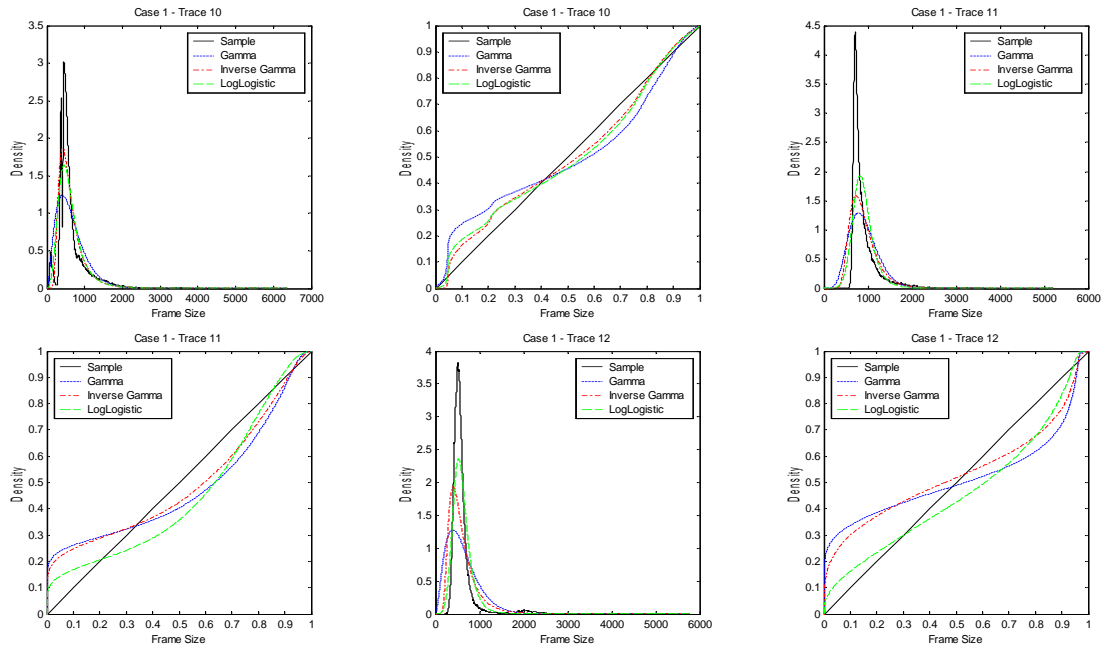 Case 1 - Trace 10
3.5
3
2.5
2
1.5
1
0.5
0
Density
Sample
Gamma
Inverse Gamma
LogLogistic
0 1000 2000 3000 4000 5000 6000 7000
Frame Size
Case 1 - Trace 10
1
0.9
0.8
0.7
0.6
0.5
0.4
0.3
0.2
0.1
0
Density
Sample
Gamma
Inverse Gamma
LogLogistic
0 0.1 0.2 0.3 0.4 0.5 0.6 0.7 0.8 0.9 1
Frame Size
Case 1 - Trace 11
4.5
4
3.5
3
2.5
2
1.5
1
0.5
0
Density
Sample
Gamma
Inverse Gamma
LogLogistic
0 1000 2000 3000 4000 5000 6000
Frame Size
Case 1 - Trace 11
1
0.9
0.8
0.7
0.6
0.5
0.4
0.3
0.2
0.1
0
Density
Sample
Gamma
Inverse Gamma
LogLogistic
0 0.1 0.2 0.3 0.4 0.5 0.6 0.7 0.8 0.9 1
Frame Size
Case 1 - Trace 12
4
3.5
3
2.5
2
1.5
1
0.5
0
Density
Sample
Gamma
Inverse Gamma
LogLogistic
0 1000 2000 3000 4000 5000 6000
Frame Size
Case 1 - Trace 12
1
0.9
0.8
0.7
0.6
0.5
0.4
0.3
0.2
0.1
0
Density
Sample
Gamma
Inverse Gamma
LogLogistic
0 0.1 0.2 0.3 0.4 0.5 0.6 0.7 0.8 0.9 1
Frame Size